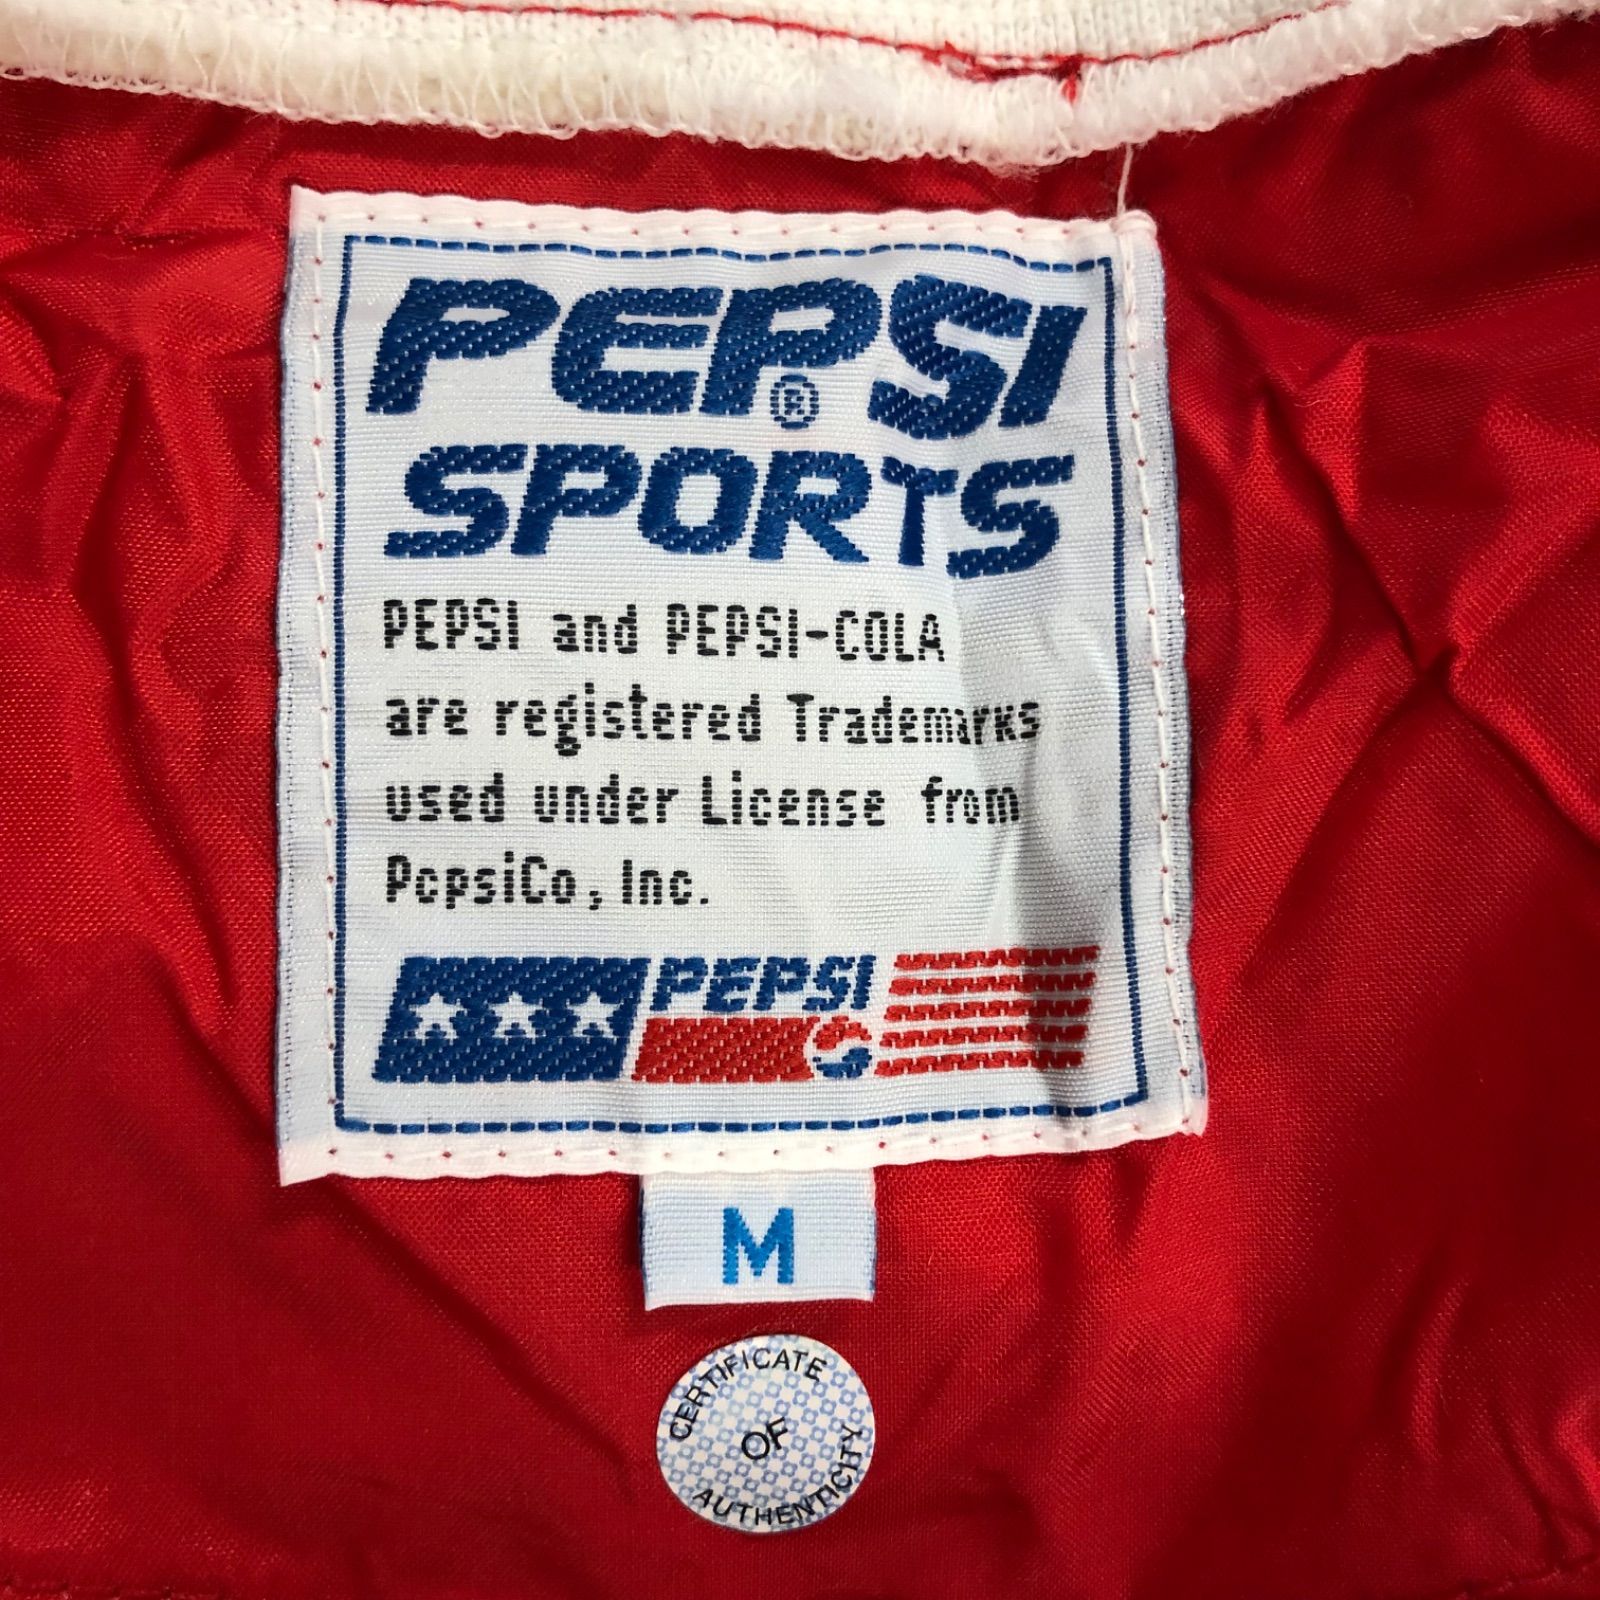 PEPSI®
SPORTS
PEPSI and PEPSI-COLA
are registered Trademarks
used under License from
PepsiCo, Inc.
PEPSI
M
CERTIFICATE
OF
AUTHENTICITY